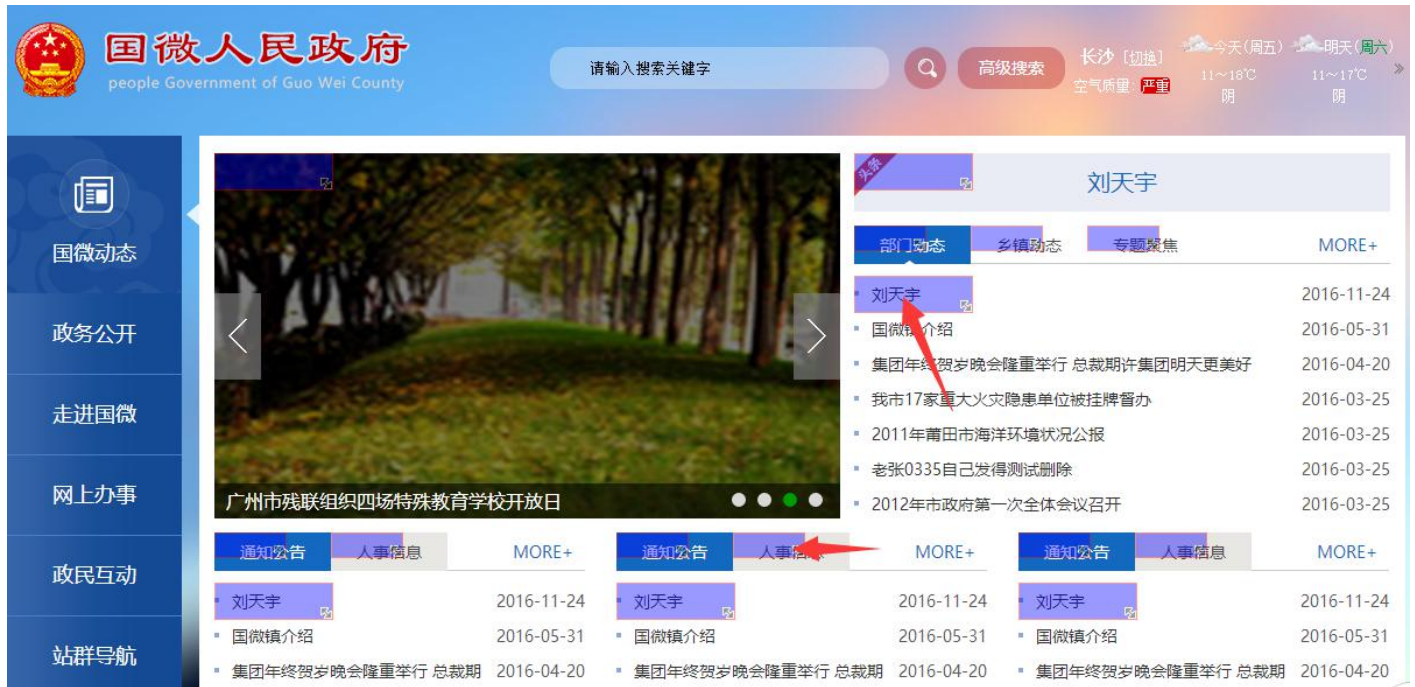 国微人民政府
people Government of Guo Wei County
请输入搜索关键字
高级搜索
长沙 [切换]
空气质量: 严重
今天(周五)
11~18℃
阴
明天(周六)
11~17℃
阴
»
国微动态
政务公开
走进国微
网上办事
政民互动
站群导航
广州市残联组织四场特殊教育学校开放日
头条
刘天宇
部门动态 乡镇动态 专题聚焦 MORE+
刘天宇 2016-11-24
国微镇介绍 2016-05-31
集团年终贺岁晚会隆重举行 总裁期许集团明天更美好 2016-04-20
我市17家重大火灾隐患单位被挂牌督办 2016-03-25
2011年莆田市海洋环境状况公报 2016-03-25
老张0335自己发得测试删除 2016-03-25
2012年市政府第一次全体会议召开 2016-03-25
通知公告 人事信息 MORE+
刘天宇 2016-11-24
国微镇介绍 2016-05-31
集团年终贺岁晚会隆重举行 总裁期 2016-04-20
通知公告 人事信息 MORE+
刘天宇 2016-11-24
国微镇介绍 2016-05-31
集团年终贺岁晚会隆重举行 总裁期 2016-04-20
通知公告 人事信息 MORE+
刘天宇 2016-11-24
国微镇介绍 2016-05-31
集团年终贺岁晚会隆重举行 总裁期 2016-04-20